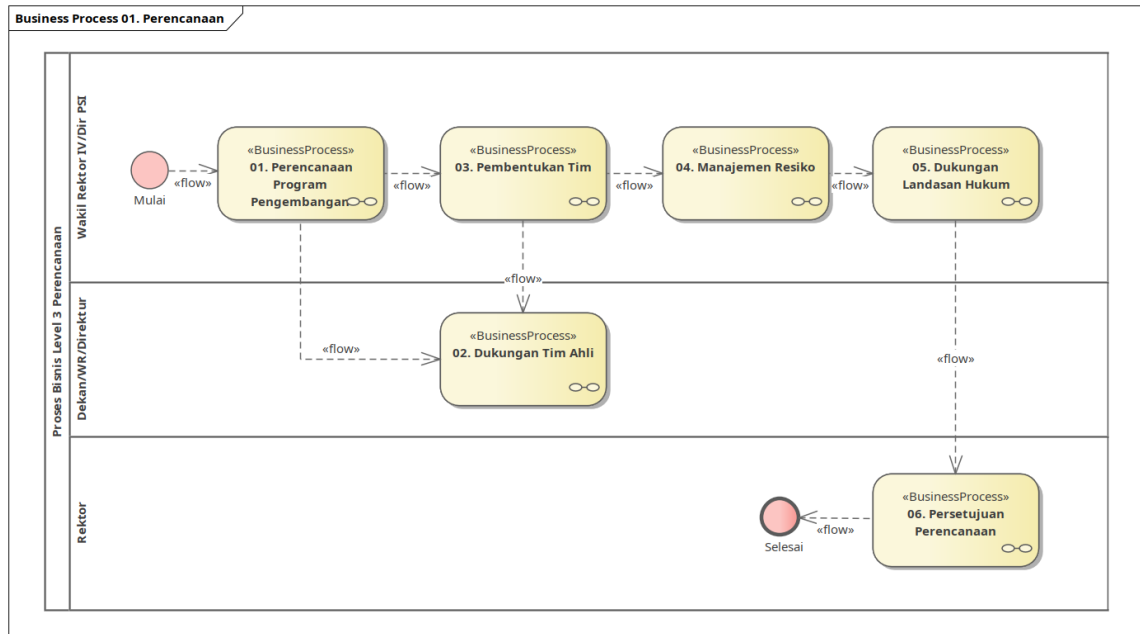 Business Process 01. Perencanaan
Proses Bisnis Level 3 Perencanaan
Wakil Rektor IV/Dir PSI
Mulai
«flow»
«BusinessProcess»
01. Perencanaan
Program
Pengembangan
«flow»
«BusinessProcess»
03. Pembentukan Tim
«flow»
«BusinessProcess»
04. Manajemen Resiko
«flow»
«BusinessProcess»
05. Dukungan
Landasan Hukum
«flow»
Dekan/WR/Direktur
«flow»
«BusinessProcess»
02. Dukungan Tim Ahli
«flow»
Rektor
«BusinessProcess»
06. Persetujuan
Perencanaan
«flow»
Selesai